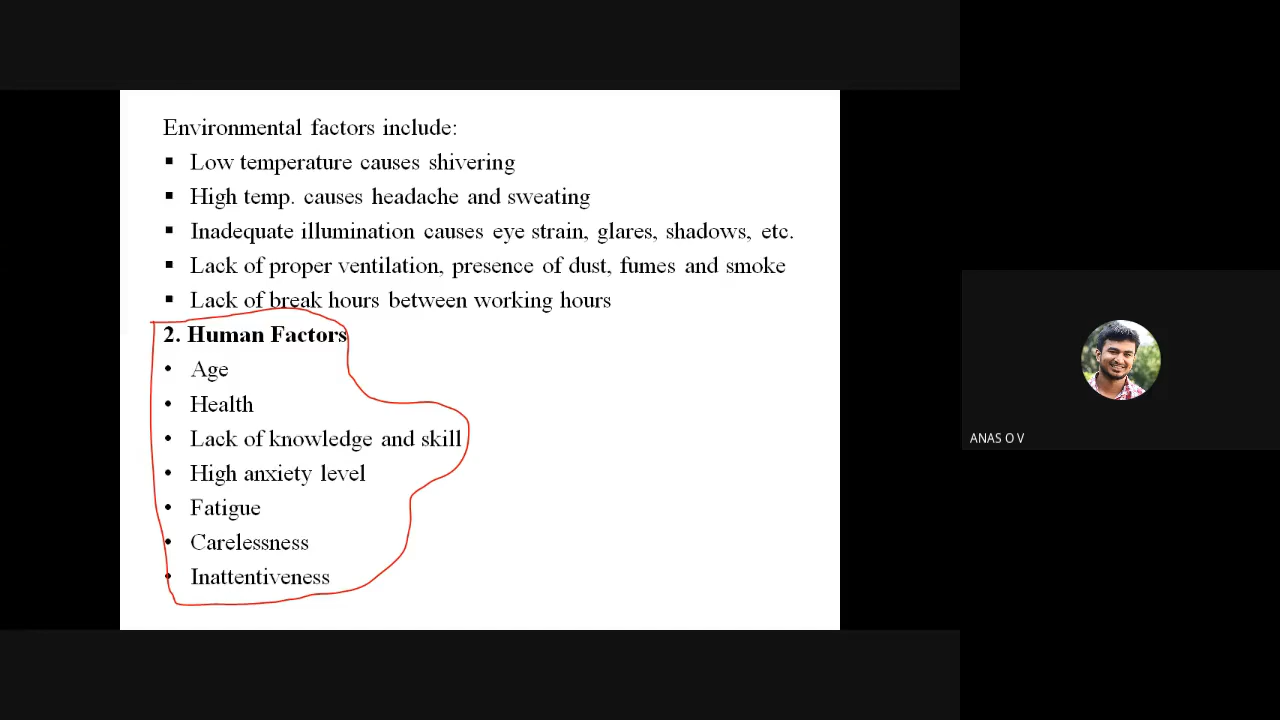 Environmental factors include:
▪ Low temperature causes shivering
▪ High temp. causes headache and sweating
▪ Inadequate illumination causes eye strain, glares, shadows, etc.
▪ Lack of proper ventilation, presence of dust, fumes and smoke
▪ Lack of break hours between working hours
2. Human Factors
• Age
• Health
• Lack of knowledge and skill
• High anxiety level
• Fatigue
• Carelessness
• Inattentiveness
ANAS O V